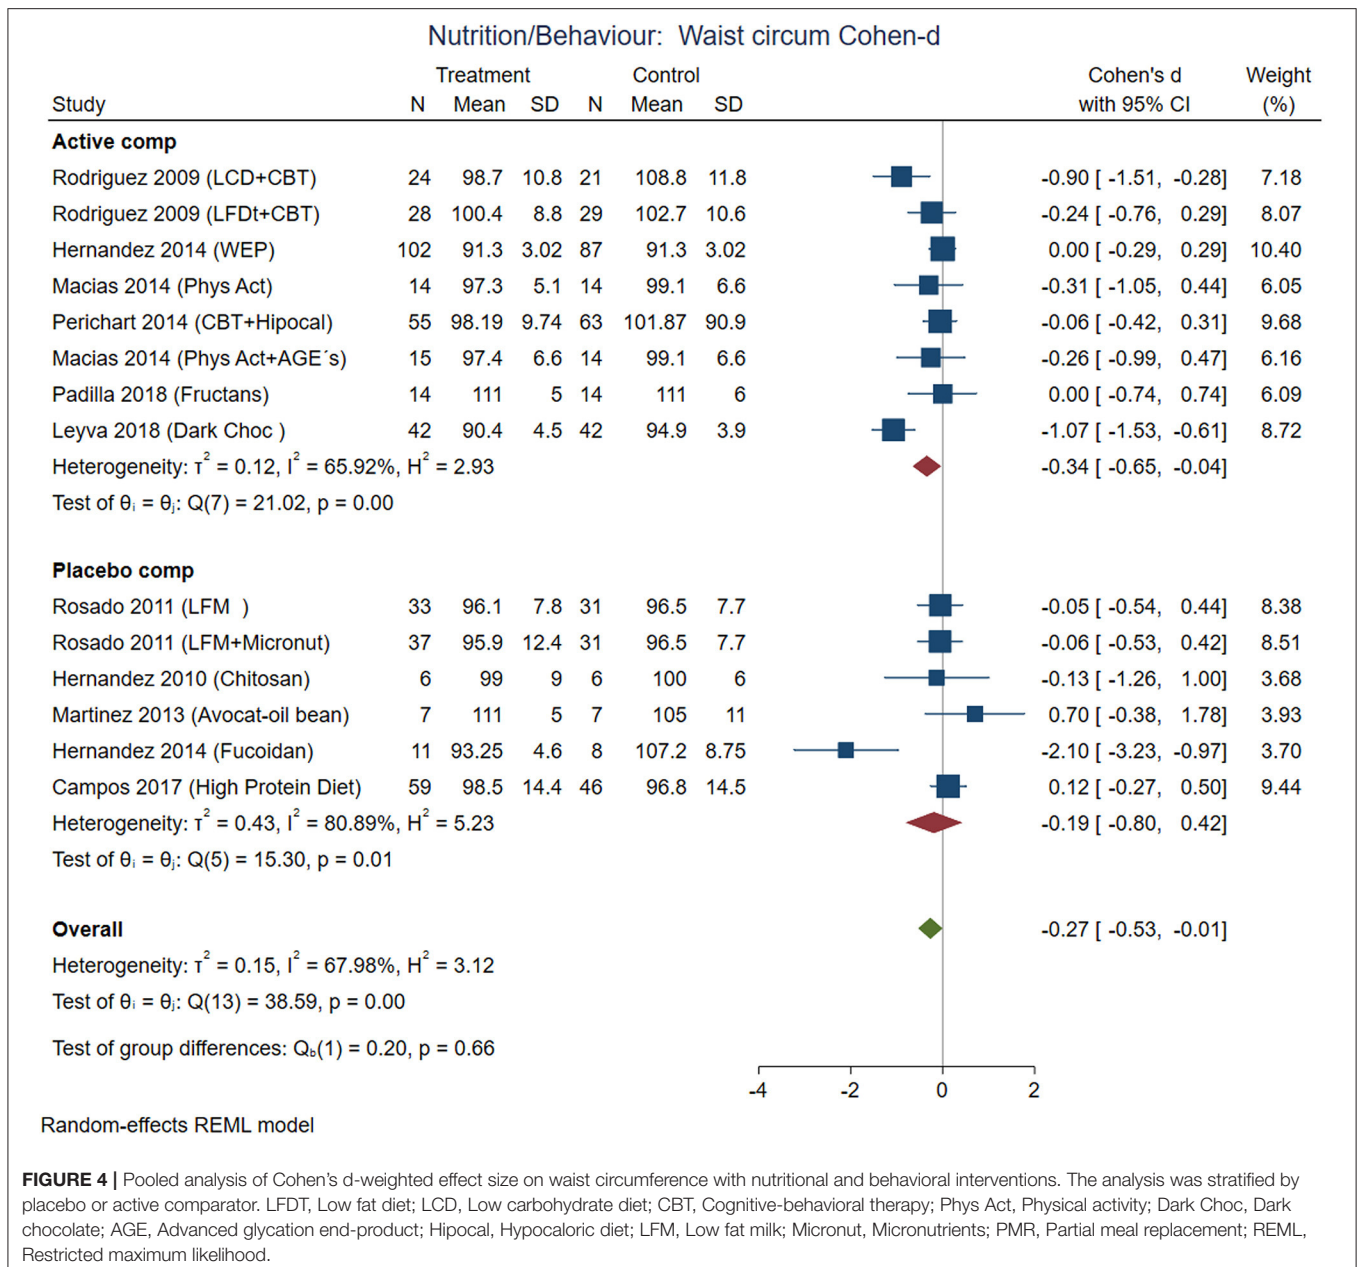 Nutrition/Behaviour: Waist circum Cohen-d
Treatment Control Cohen's d Weight
Study N Mean SD N Mean SD with 95% CI (%)
Active comp
Rodriguez 2009 (LCD+CBT) 24 98.7 10.8 21 108.8 11.8 -0.90 [ -1.51, -0.28] 7.18
Rodriguez 2009 (LFDt+CBT) 28 100.4 8.8 29 102.7 10.6 -0.24 [ -0.76, 0.29] 8.07
Hernandez 2014 (WEP) 102 91.3 3.02 87 91.3 3.02 0.00 [ -0.29, 0.29] 10.40
Macias 2014 (Phys Act) 14 97.3 5.1 14 99.1 6.6 -0.31 [ -1.05, 0.44] 6.05
Perichart 2014 (CBT+Hipocal) 55 98.19 9.74 63 101.87 90.9 -0.06 [ -0.42, 0.31] 9.68
Macias 2014 (Phys Act+AGE´s) 15 97.4 6.6 14 99.1 6.6 -0.26 [ -0.99, 0.47] 6.16
Padilla 2018 (Fructans) 14 111 5 14 111 6 0.00 [ -0.74, 0.74] 6.09
Leyva 2018 (Dark Choc ) 42 90.4 4.5 42 94.9 3.9 -1.07 [ -1.53, -0.61] 8.72
Heterogeneity: τ² = 0.12, I² = 65.92%, H² = 2.93 -0.34 [ -0.65, -0.04]
Test of θᵢ = θⱼ: Q(7) = 21.02, p = 0.00
Placebo comp
Rosado 2011 (LFM ) 33 96.1 7.8 31 96.5 7.7 -0.05 [ -0.54, 0.44] 8.38
Rosado 2011 (LFM+Micronut) 37 95.9 12.4 31 96.5 7.7 -0.06 [ -0.53, 0.42] 8.51
Hernandez 2010 (Chitosan) 6 99 9 6 100 6 -0.13 [ -1.26, 1.00] 3.68
Martinez 2013 (Avocat-oil bean) 7 111 5 7 105 11 0.70 [ -0.38, 1.78] 3.93
Hernandez 2014 (Fucoidan) 11 93.25 4.6 8 107.2 8.75 -2.10 [ -3.23, -0.97] 3.70
Campos 2017 (High Protein Diet) 59 98.5 14.4 46 96.8 14.5 0.12 [ -0.27, 0.50] 9.44
Heterogeneity: τ² = 0.43, I² = 80.89%, H² = 5.23 -0.19 [ -0.80, 0.42]
Test of θᵢ = θⱼ: Q(5) = 15.30, p = 0.01
Overall -0.27 [ -0.53, -0.01]
Heterogeneity: τ² = 0.15, I² = 67.98%, H² = 3.12
Test of θᵢ = θⱼ: Q(13) = 38.59, p = 0.00
Test of group differences: Q_b(1) = 0.20, p = 0.66
-4 -2 0 2
Random-effects REML model
FIGURE 4 | Pooled analysis of Cohen's d-weighted effect size on waist circumference with nutritional and behavioral interventions. The analysis was stratified by
placebo or active comparator. LFDT, Low fat diet; LCD, Low carbohydrate diet; CBT, Cognitive-behavioral therapy; Phys Act, Physical activity; Dark Choc, Dark
chocolate; AGE, Advanced glycation end-product; Hipocal, Hypocaloric diet; LFM, Low fat milk; Micronut, Micronutrients; PMR, Partial meal replacement; REML,
Restricted maximum likelihood.